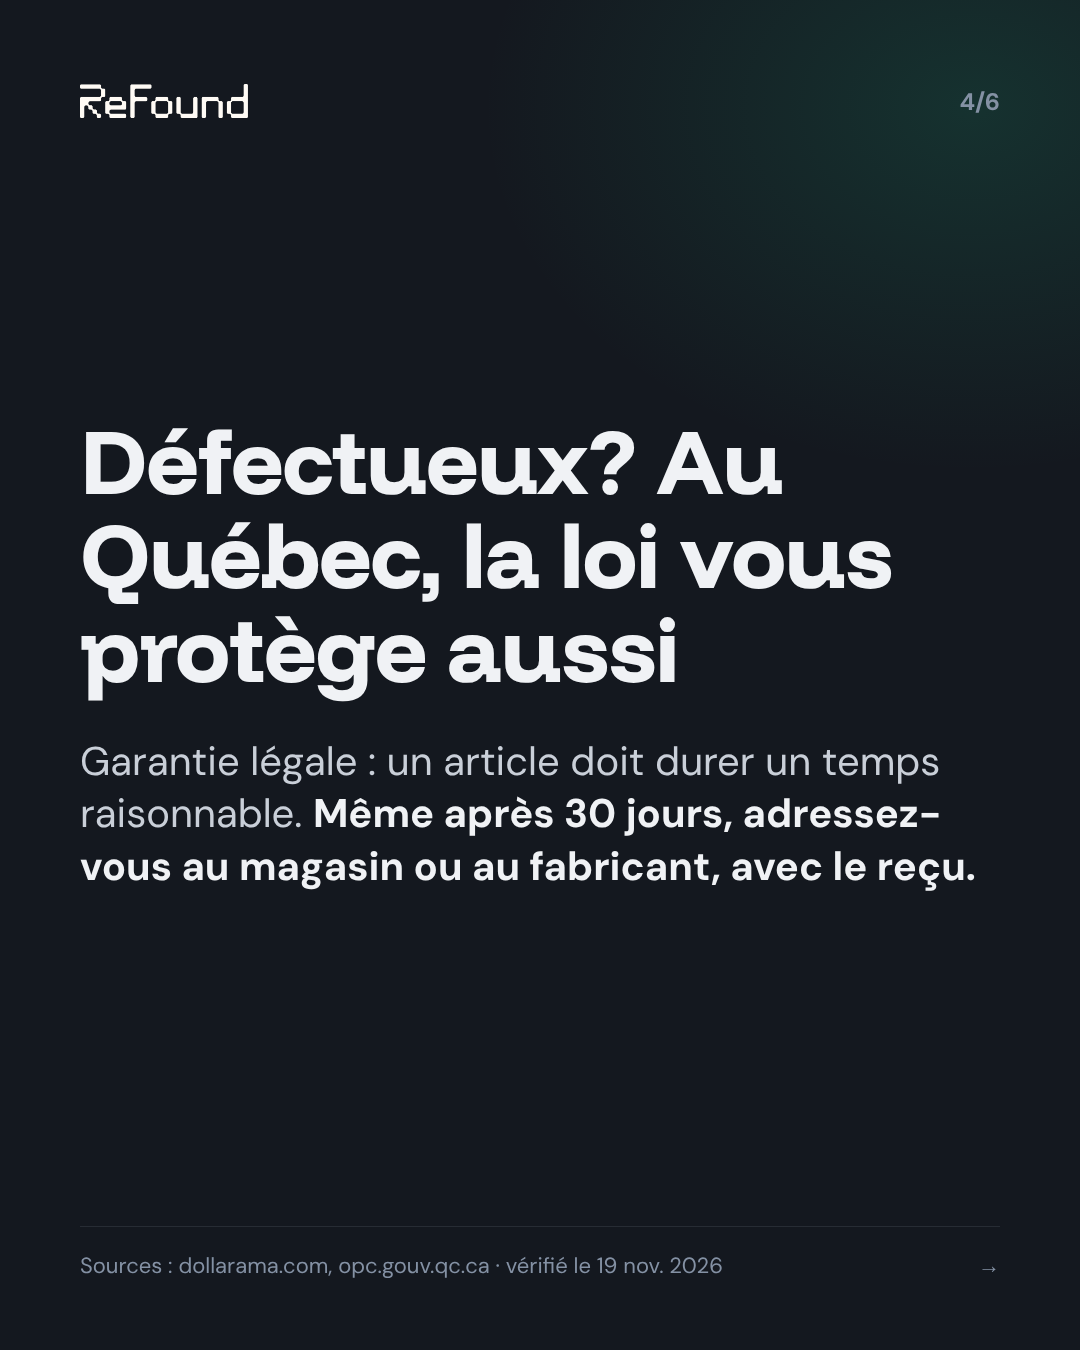 ReFound
4/6
Défectueux? Au
Québec, la loi vous
protège aussi
Garantie légale : un article doit durer un temps
raisonnable. Même après 30 jours, adressez-
vous au magasin ou au fabricant, avec le reçu.
Sources : dollarama.com, opc.gouv.qc.ca · vérifié le 19 nov. 2026 →